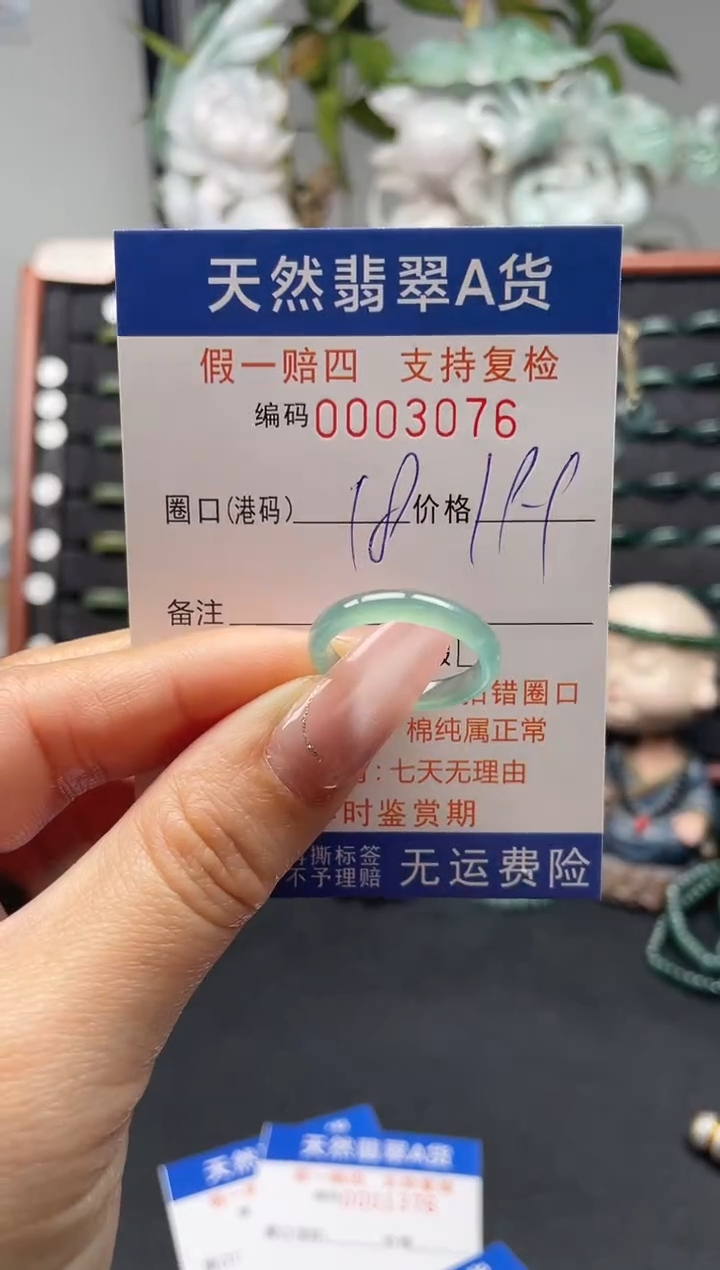 天然翡翠A货
假一赔四 支持复检
编码0003076
圈口(港码) 18 价格
备注
错圈口
棉纯属正常
:七天无理由
时鉴赏期
撕标签 无运费险
不予理赔
天然翡翠A货